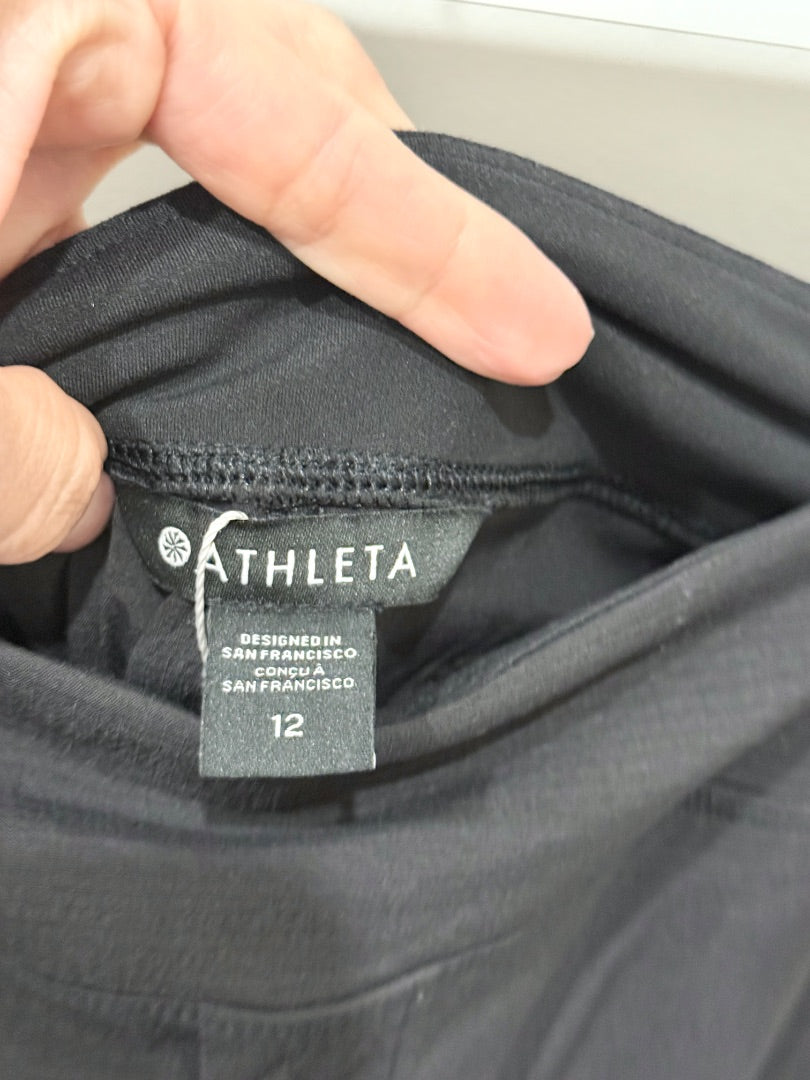 ATHLETA
DESIGNED IN
SAN FRANCISCO
CONÇU À
SAN FRANCISCO
12